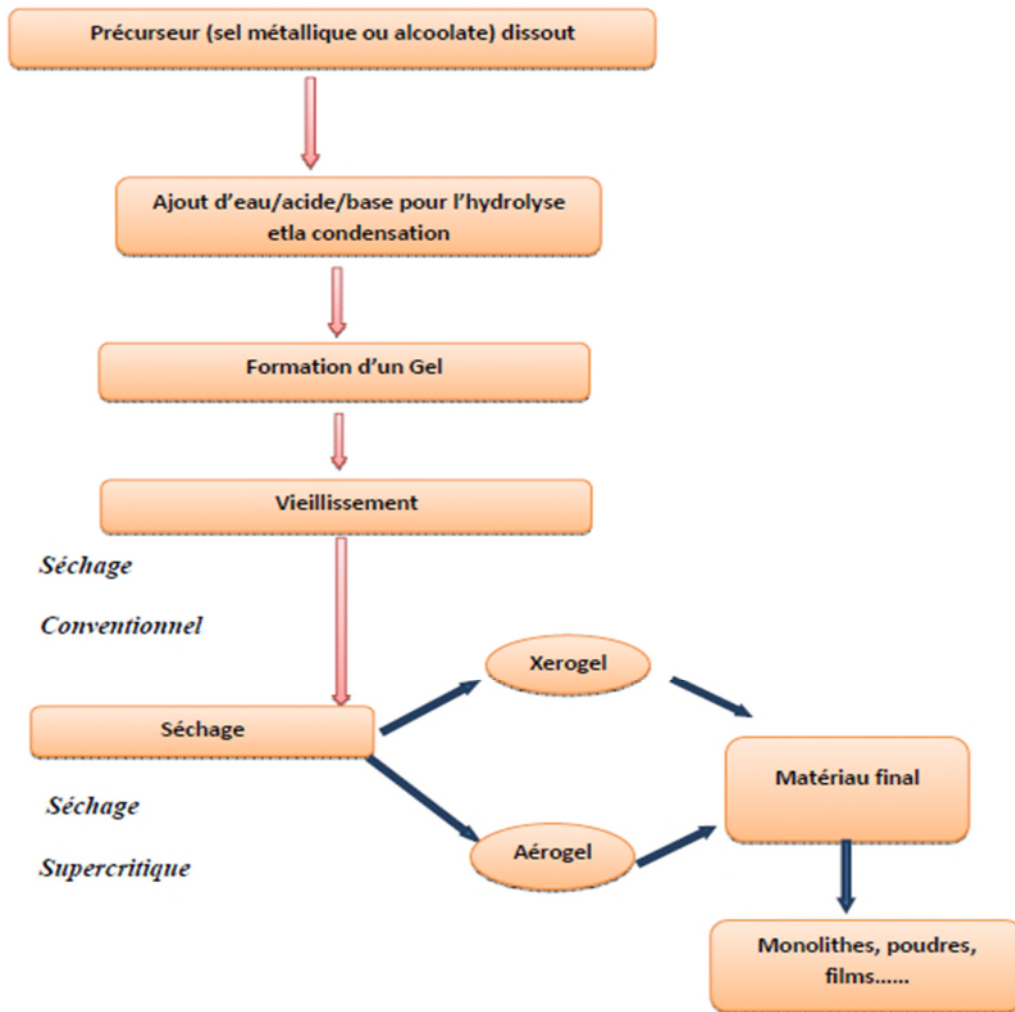 Précurseur (sel métallique ou alcoolate) dissout
Ajout d’eau/acide/base pour l’hydrolyse
etla condensation
Formation d’un Gel
Vieillissement
Séchage
Conventionnel
Xerogel
Séchage
Matériau final
Séchage
Supercritique
Aérogel
Monolithes, poudres,
films......